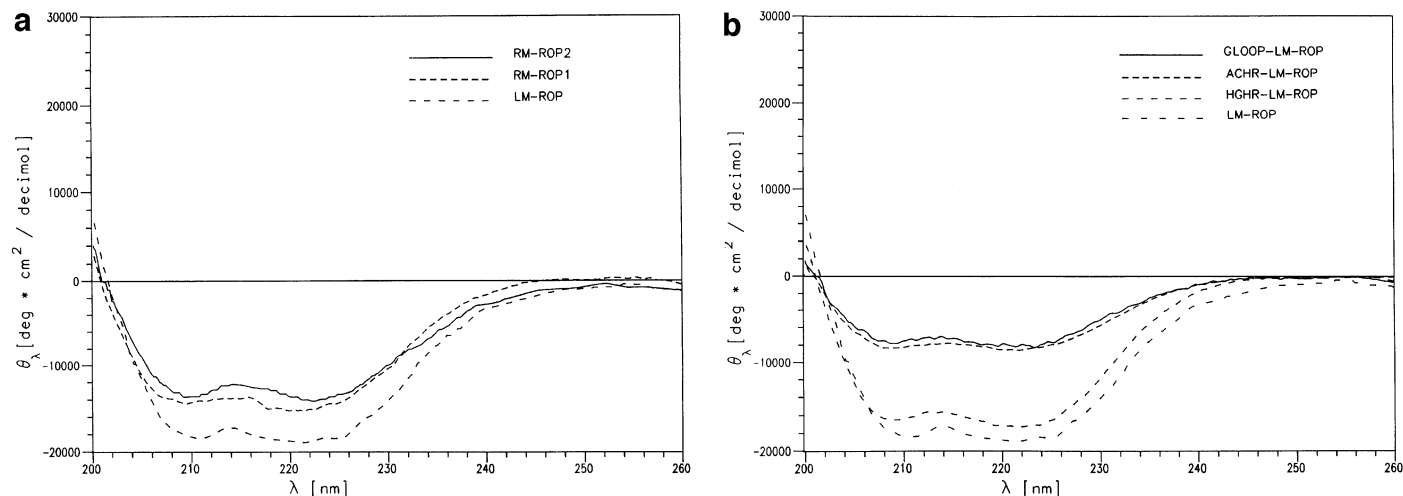 a
30000
20000
10000
0
-10000
-20000
θλ [deg * cm2 / decimol]
RM-ROP2
RM-ROP1
LM-ROP
200
210
220
230
240
250
260
λ [nm]
b
30000
20000
10000
0
-10000
-20000
θλ [deg * cm2 / decimol]
GLOOP-LM-ROP
ACHR-LM-ROP
HGHR-LM-ROP
LM-ROP
200
210
220
230
240
250
260
λ [nm]